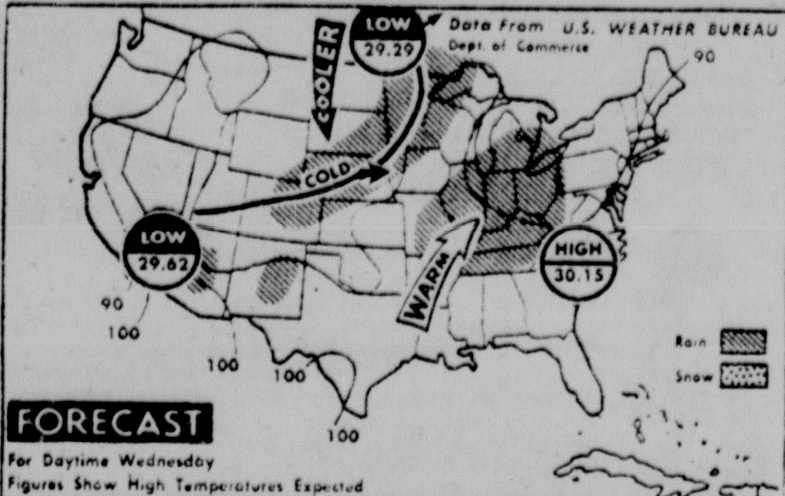 LOW
29.29
Data From U.S. WEATHER BUREAU
Dept. of Commerce
COOLER
90
COLD
LOW
29.62
HIGH
30.15
WARM
90
100
100
100
100
Rain
Snow
FORECAST
For Daytime Wednesday
Figures Show High Temperatures Expected